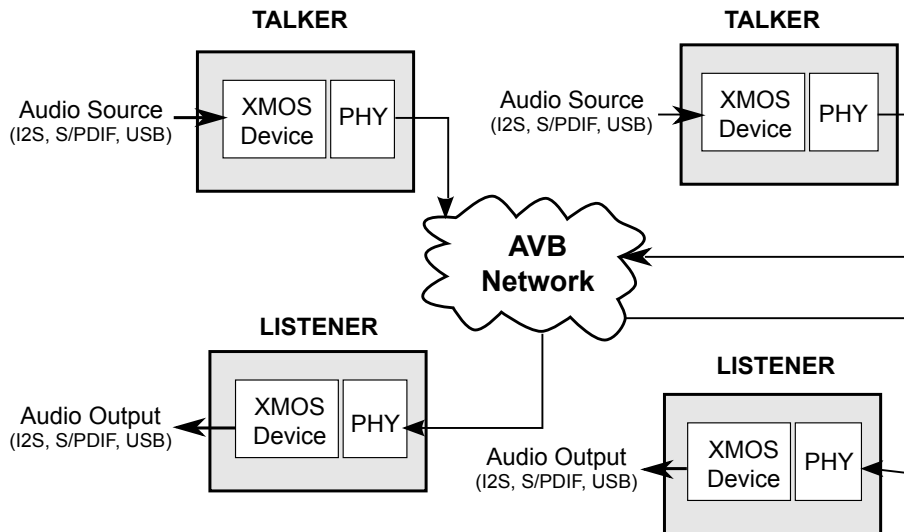 TALKER
Audio Source
(I2S, S/PDIF, USB)
XMOS
Device
PHY
TALKER
Audio Source
(I2S, S/PDIF, USB)
XMOS
Device
PHY
AVB
Network
LISTENER
Audio Output
(I2S, S/PDIF, USB)
XMOS
Device
PHY
LISTENER
Audio Output
(I2S, S/PDIF, USB)
XMOS
Device
PHY